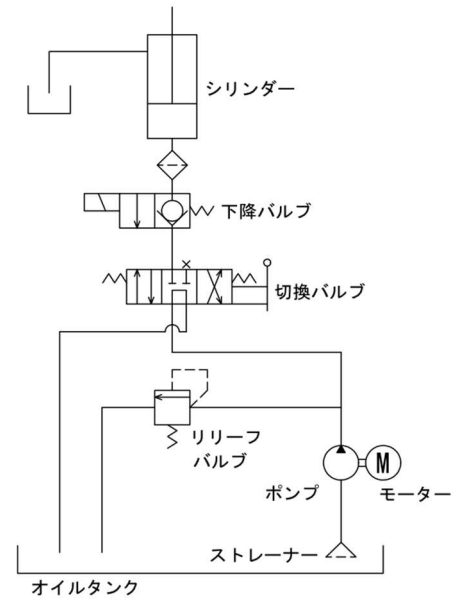 シリンダー
下降バルブ
切換バルブ
リリーフ
バルブ
M
ポンプ
モーター
ストレーナー
オイルタンク